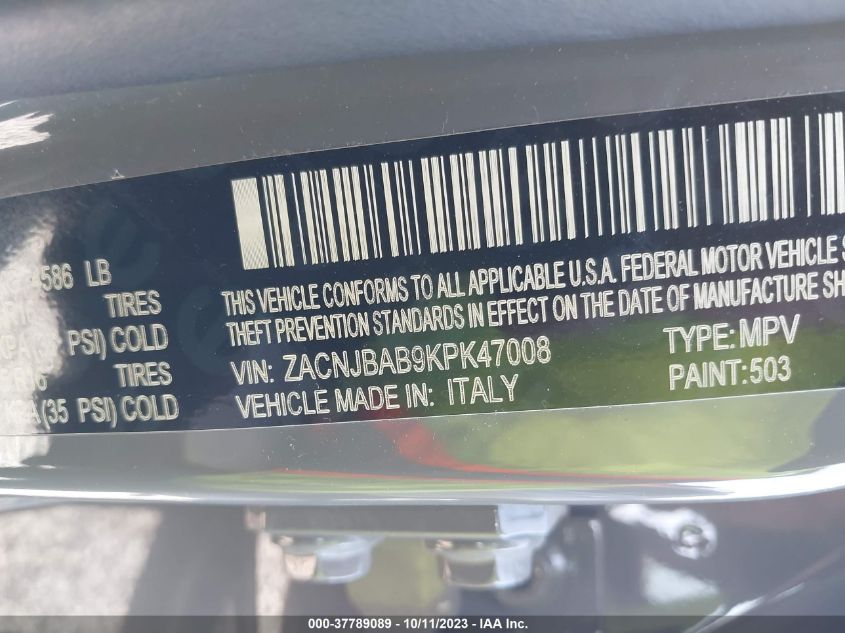 586 LB
TIRES
PSI) COLD
TIRES
(35 PSI) COLD
THIS VEHICLE CONFORMS TO ALL APPLICABLE U.S.A. FEDERAL MOTOR VEHICLE S
THEFT PREVENTION STANDARDS IN EFFECT ON THE DATE OF MANUFACTURE SH
VIN: ZACNJBAB9KPK47008
TYPE: MPV
VEHICLE MADE IN: ITALY
PAINT: 503
000-37789089 - 10/11/2023 - IAAI Inc.